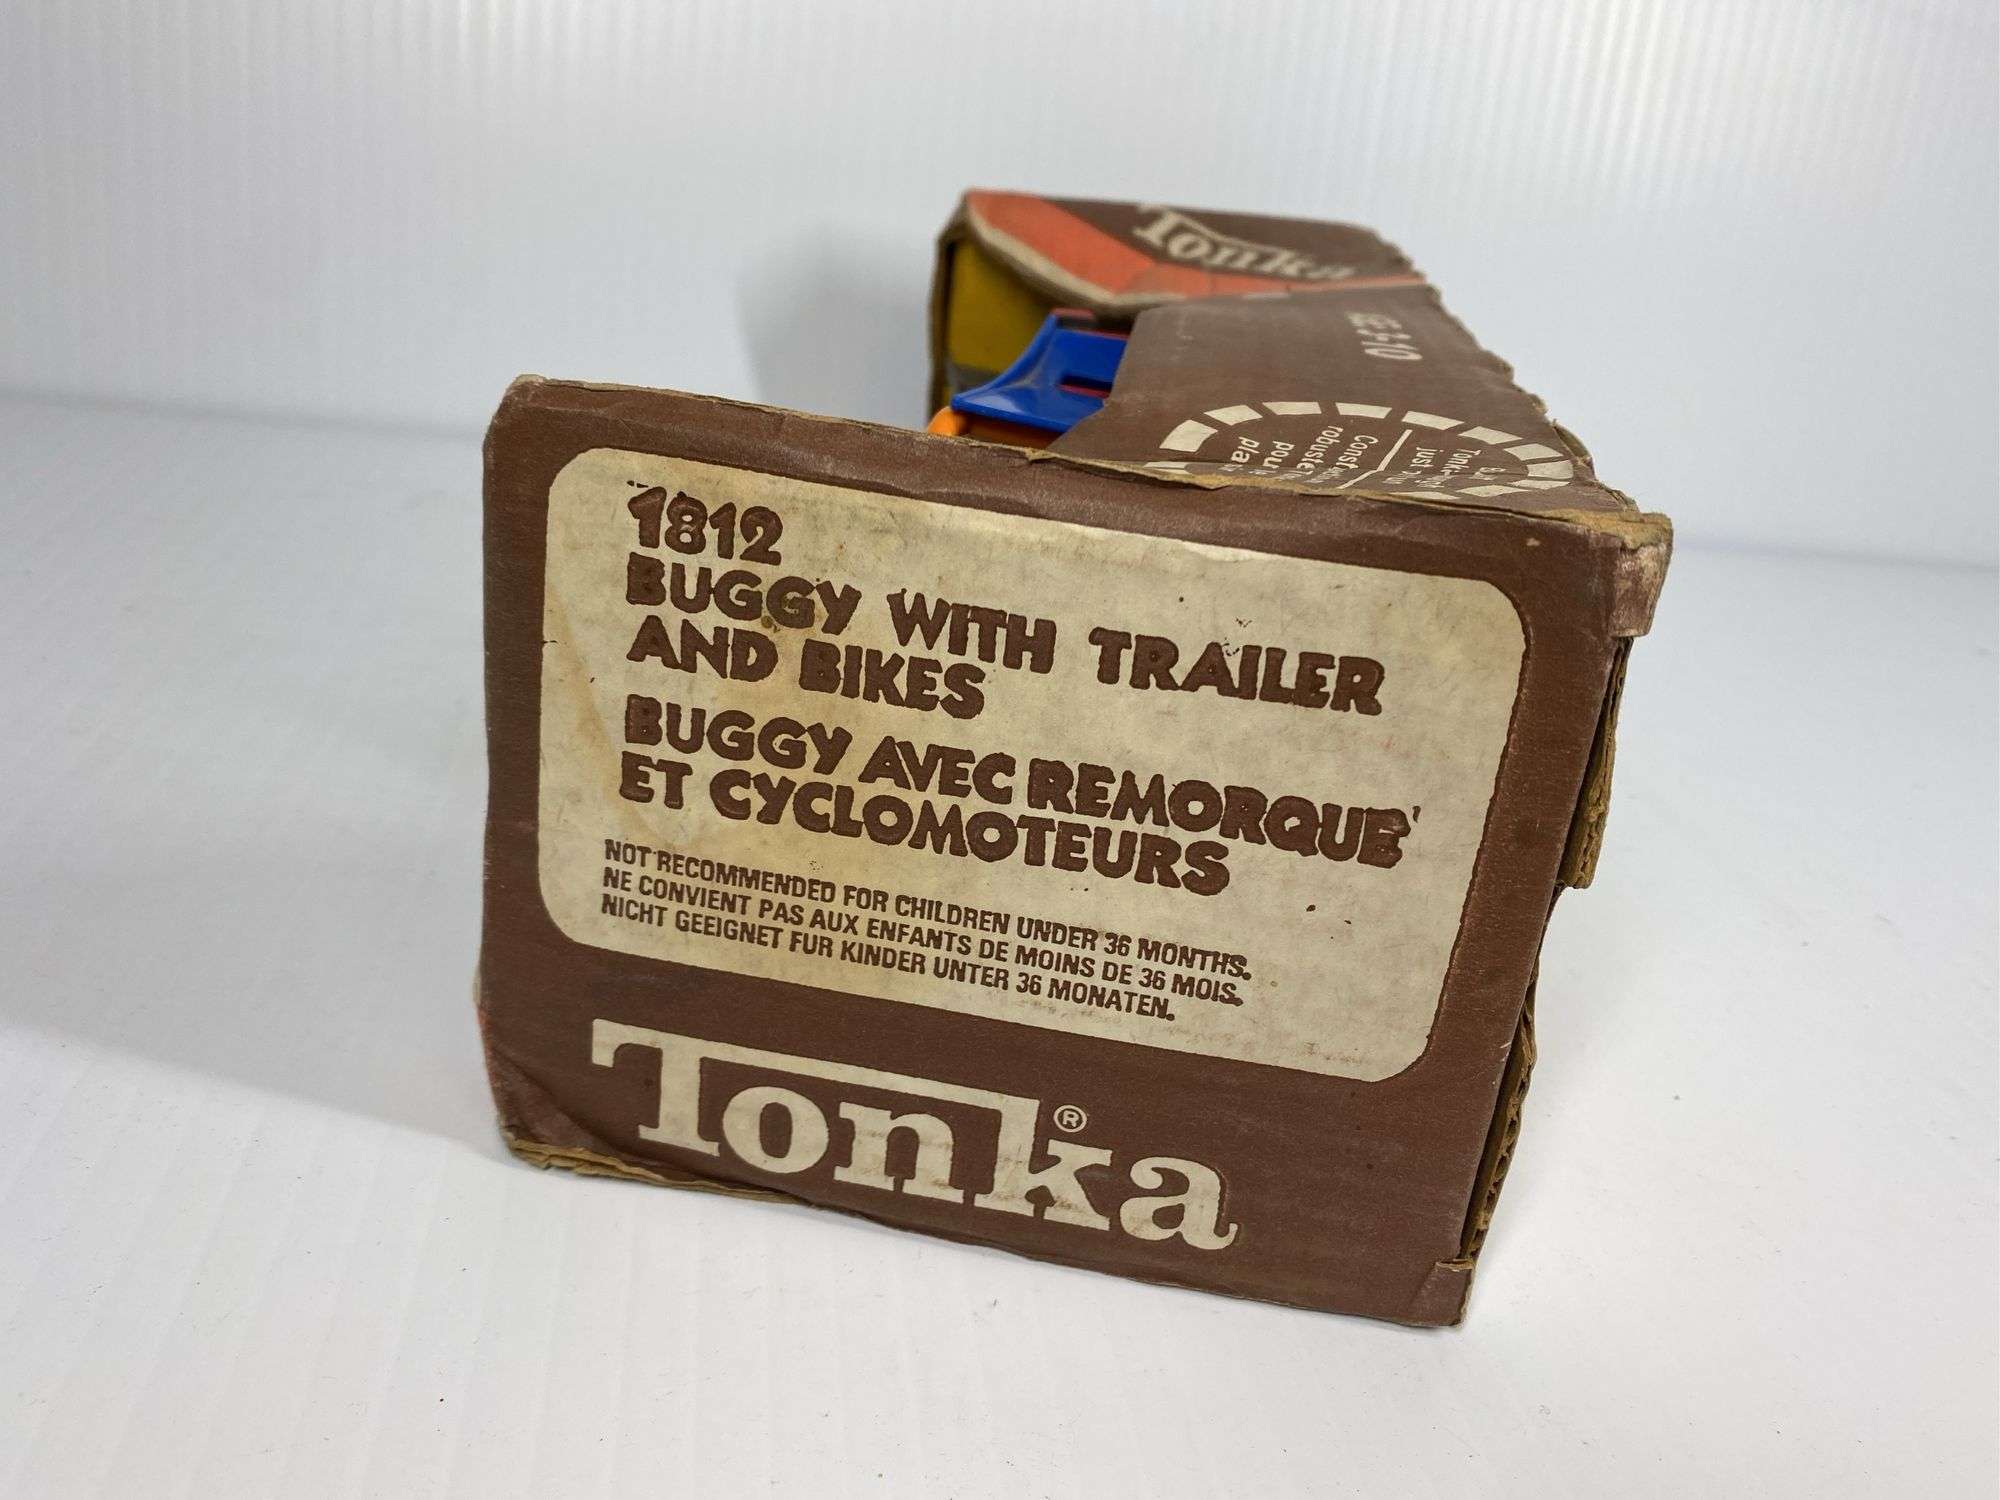 Tonka
1812
BUGGY WITH TRAILER
AND BIKES
BUGGY AVEC REMORQUE
ET CYCLOMOTEURS
NOT RECOMMENDED FOR CHILDREN UNDER 36 MONTHS.
NE CONVIENT PAS AUX ENFANTS DE MOINS DE 36 MOIS.
NICHT GEEIGNET FUR KINDER UNTER 36 MONATEN.
Tonka®